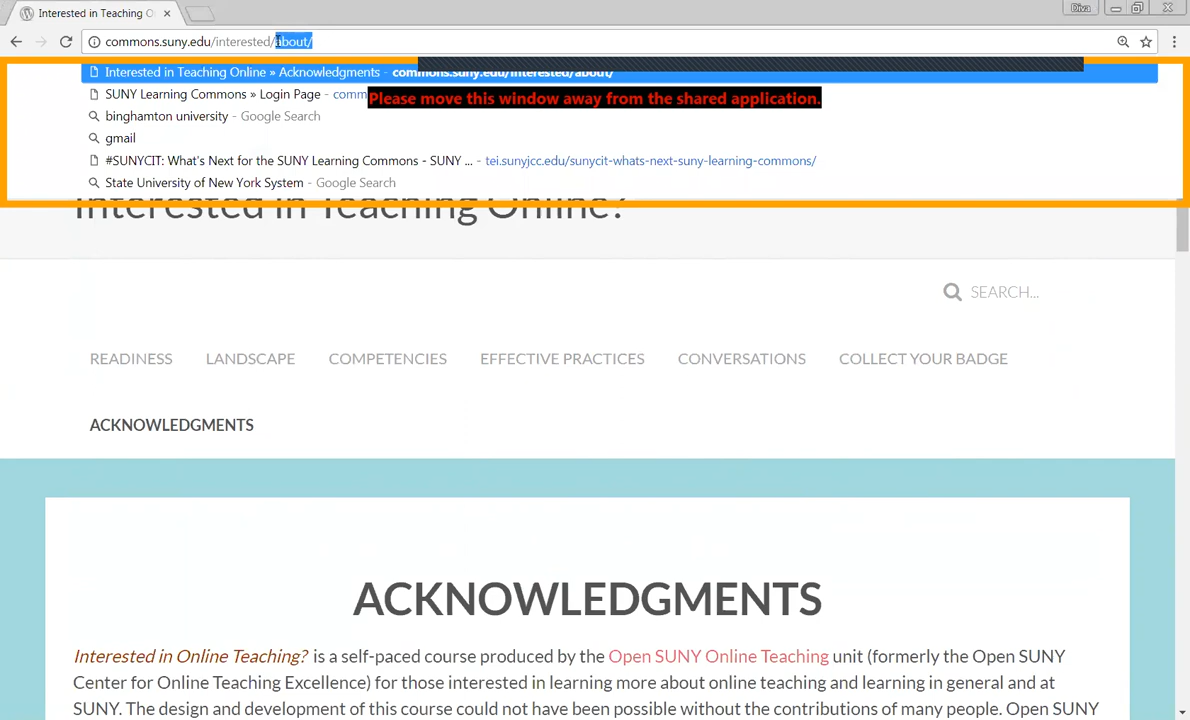 Interested in Teaching O
Diva
commons.suny.edu/interested/about/
Interested in Teaching Online » Acknowledgments - commons.suny.edu/interested/about/
SUNY Learning Commons » Login Page - comm
Please move this window away from the shared application.
binghamton university - Google Search
gmail
#SUNYCIT: What's Next for the SUNY Learning Commons - SUNY ... - tei.sunyjcc.edu/sunycit-whats-next-suny-learning-commons/
State University of New York System - Google Search
Interested in Teaching Online?
SEARCH...
READINESS LANDSCAPE COMPETENCIES EFFECTIVE PRACTICES CONVERSATIONS COLLECT YOUR BADGE
ACKNOWLEDGMENTS
ACKNOWLEDGMENTS
Interested in Online Teaching? is a self-paced course produced by the Open SUNY Online Teaching unit (formerly the Open SUNY
Center for Online Teaching Excellence) for those interested in learning more about online teaching and learning in general and at
SUNY. The design and development of this course could not have been possible without the contributions of many people. Open SUNY